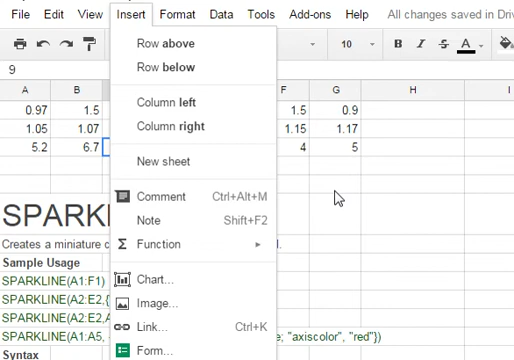 File Edit View Insert Format Data Tools Add-ons Help All changes saved in Dri
10 B I S A
9
A B F G H I
0.97 1.5 1.5 0.9
1.05 1.07 1.15 1.17
5.2 6.7 4 5
Row above
Row below
Column left
Column right
New sheet
Comment Ctrl+Alt+M
Note Shift+F2
Function
Chart...
Image...
Link... Ctrl+K
Form...
SPARK
Creates a miniature c l.
Sample Usage
SPARKLINE(A1:F1)
SPARKLINE(A2:E2,{
SPARKLINE(A2:E2,A
SPARKLINE(A1:A5, e; "axiscolor", "red"})
Syntax